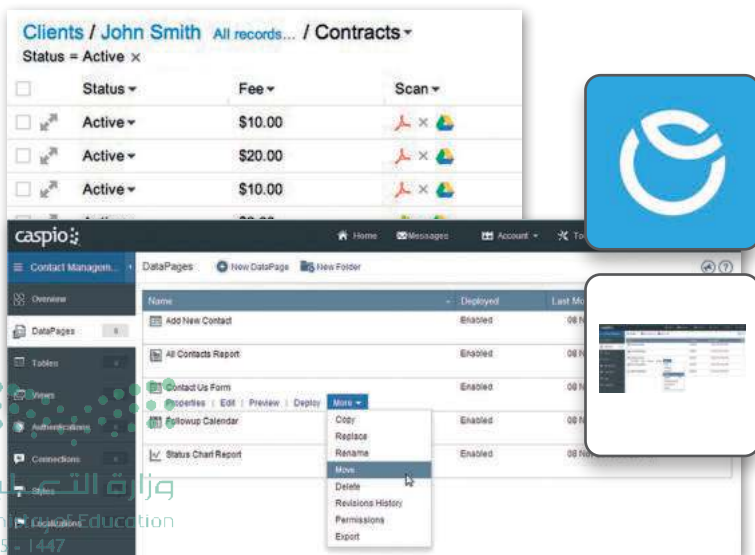 Clients / John Smith All records... / Contracts
Status = Active ×
Status Fee Scan
Active $10.00
Active $20.00
Active $10.00
caspio
Home Messages Account
Contact Managem... DataPages New DataPage New Folder
Overview
Name Deployed
DataPages
Add New Contact Enabled
Tables
All Contacts Report Enabled
Views
Contact Us Form Enabled
Properties | Edit | Preview | Deploy More
Authentications
Followup Calendar Enabled
Copy
Replace
Connections
Status Chart Report Enabled
Rename
Move
Styles
Delete
Revisions History
Localizations
Permissions
Export
وزارة التعليم
Ministry of Education
1447